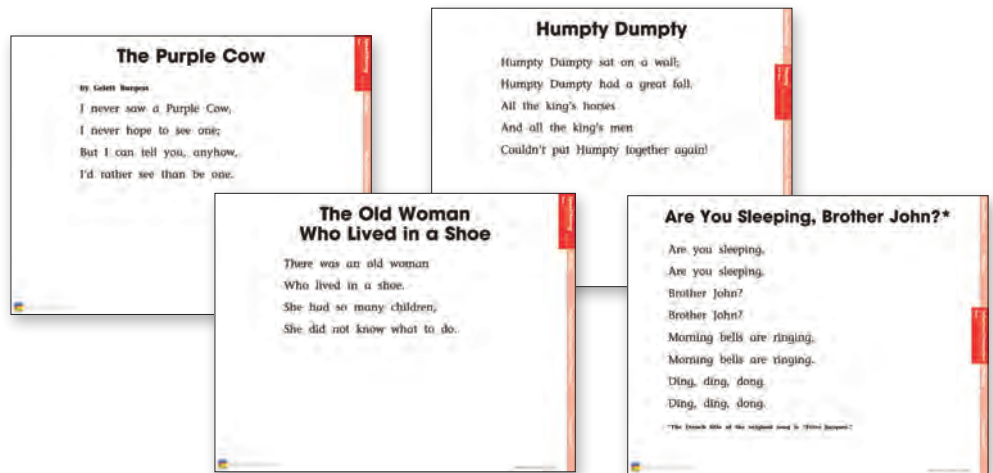 The Purple Cow
by Gelett Burgess
I never saw a Purple Cow,
I never hope to see one;
But I can tell you, anyhow,
I'd rather see than be one.
Humpty Dumpty
Humpty Dumpty sat on a wall;
Humpty Dumpty had a great fall.
All the king's horses
And all the king's men
Couldn't put Humpty together again!
The Old Woman
Who Lived in a Shoe
There was an old woman
Who lived in a shoe.
She had so many children,
She did not know what to do.
Are You Sleeping, Brother John?*
Are you sleeping,
Are you sleeping,
Brother John?
Brother John?
Morning bells are ringing,
Morning bells are ringing.
Ding, ding, dong.
Ding, ding, dong.
*The French title of the original song is "Frère Jacques."